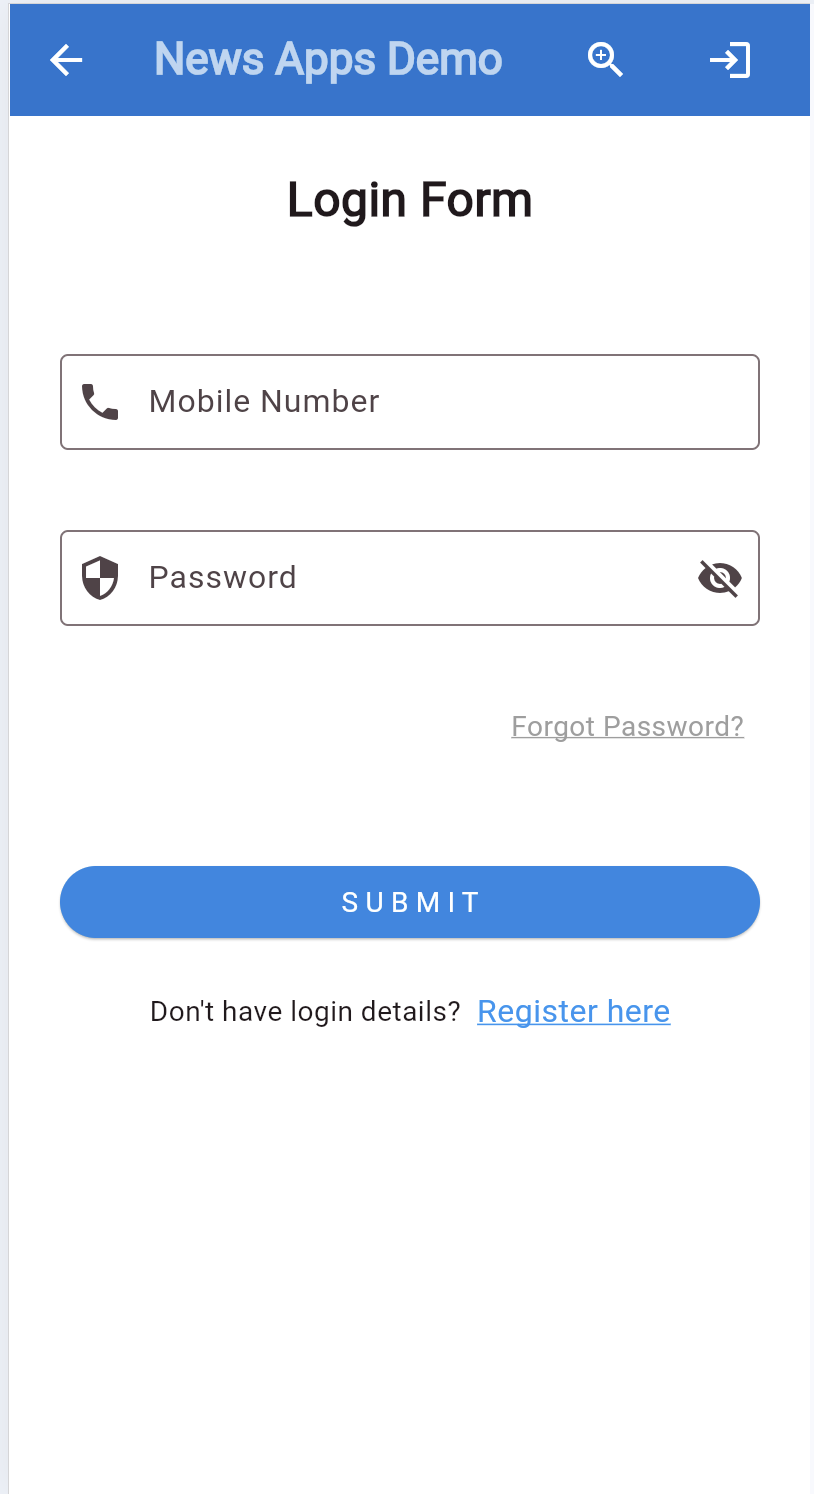 News Apps Demo
Login Form
Mobile Number
Password
Forgot Password?
SUBMIT
Don't have login details? Register here